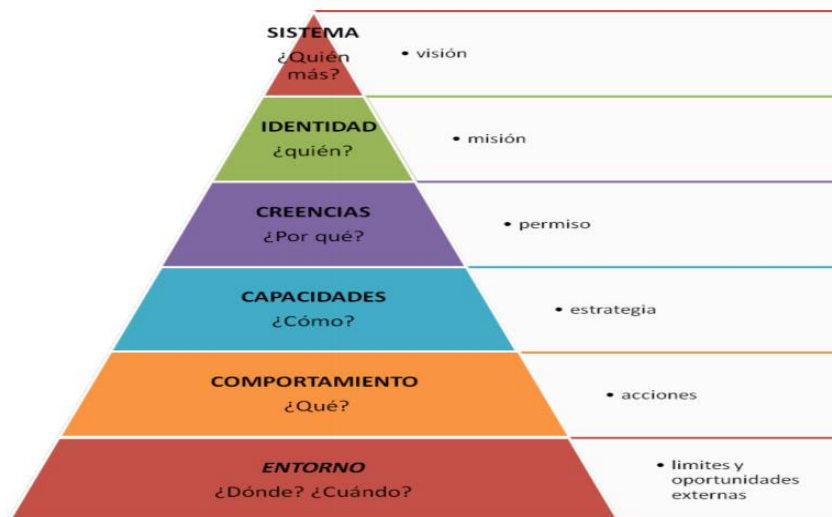 SISTEMA
¿Quién
más?
• visión
IDENTIDAD
¿quién?
• misión
CREENCIAS
¿Por qué?
• permiso
CAPACIDADES
¿Cómo?
• estrategia
COMPORTAMIENTO
¿Qué?
• acciones
ENTORNO
¿Dónde? ¿Cuándo?
• limites y
oportunidades
externas